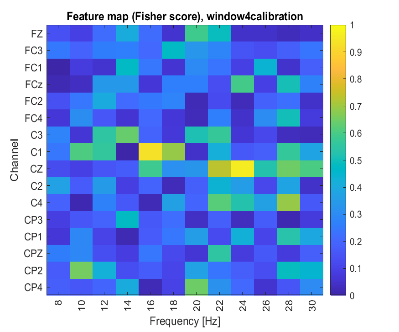 Feature map (Fisher score), window4calibration
FZ
FC3
FC1
FCz
FC2
FC4
C3
C1
CZ
C2
C4
CP3
CP1
CPZ
CP2
CP4
Channel
8 10 12 14 16 18 20 22 24 26 28 30
Frequency [Hz]
1
0.9
0.8
0.7
0.6
0.5
0.4
0.3
0.2
0.1
0